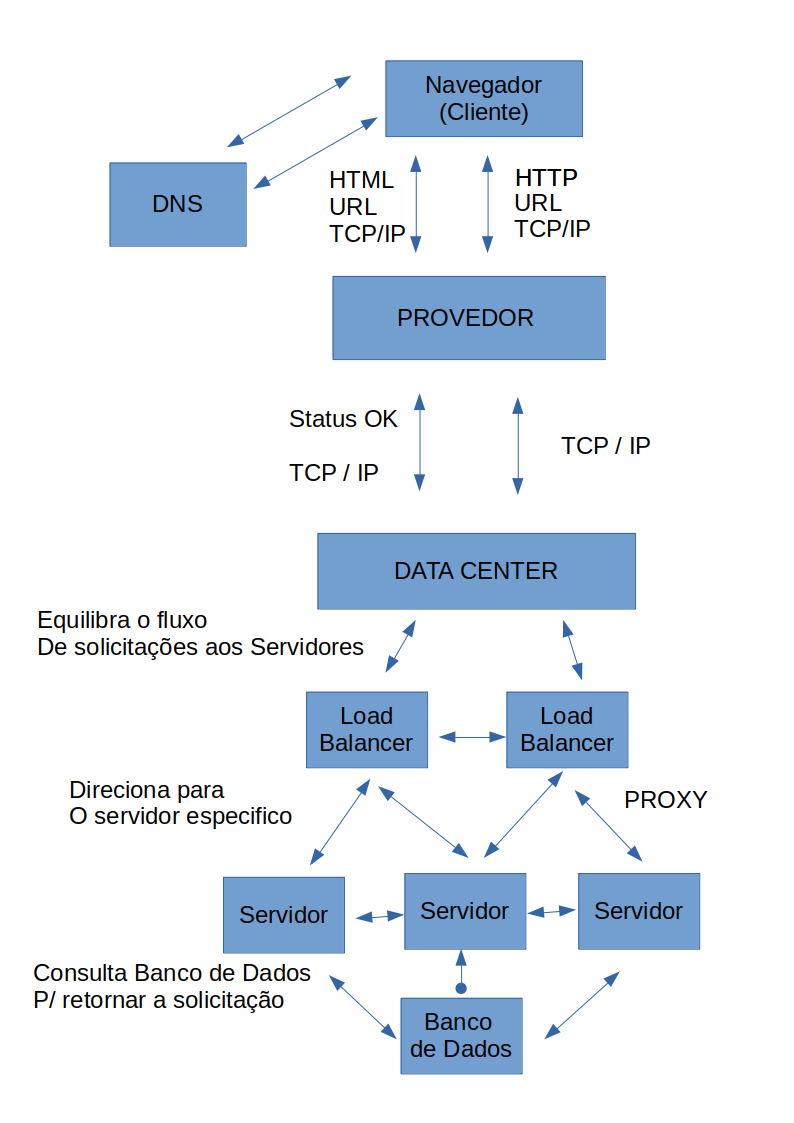 Navegador
(Cliente)
DNS
HTML
URL
TCP/IP
HTTP
URL
TCP/IP
PROVEDOR
Status OK
TCP / IP
TCP / IP
DATA CENTER
Equilibra o fluxo
De solicitações aos Servidores
Load
Balancer
Load
Balancer
Direciona para
O servidor especifico
PROXY
Servidor
Servidor
Servidor
Consulta Banco de Dados
P/ retornar a solicitação
Banco
de Dados